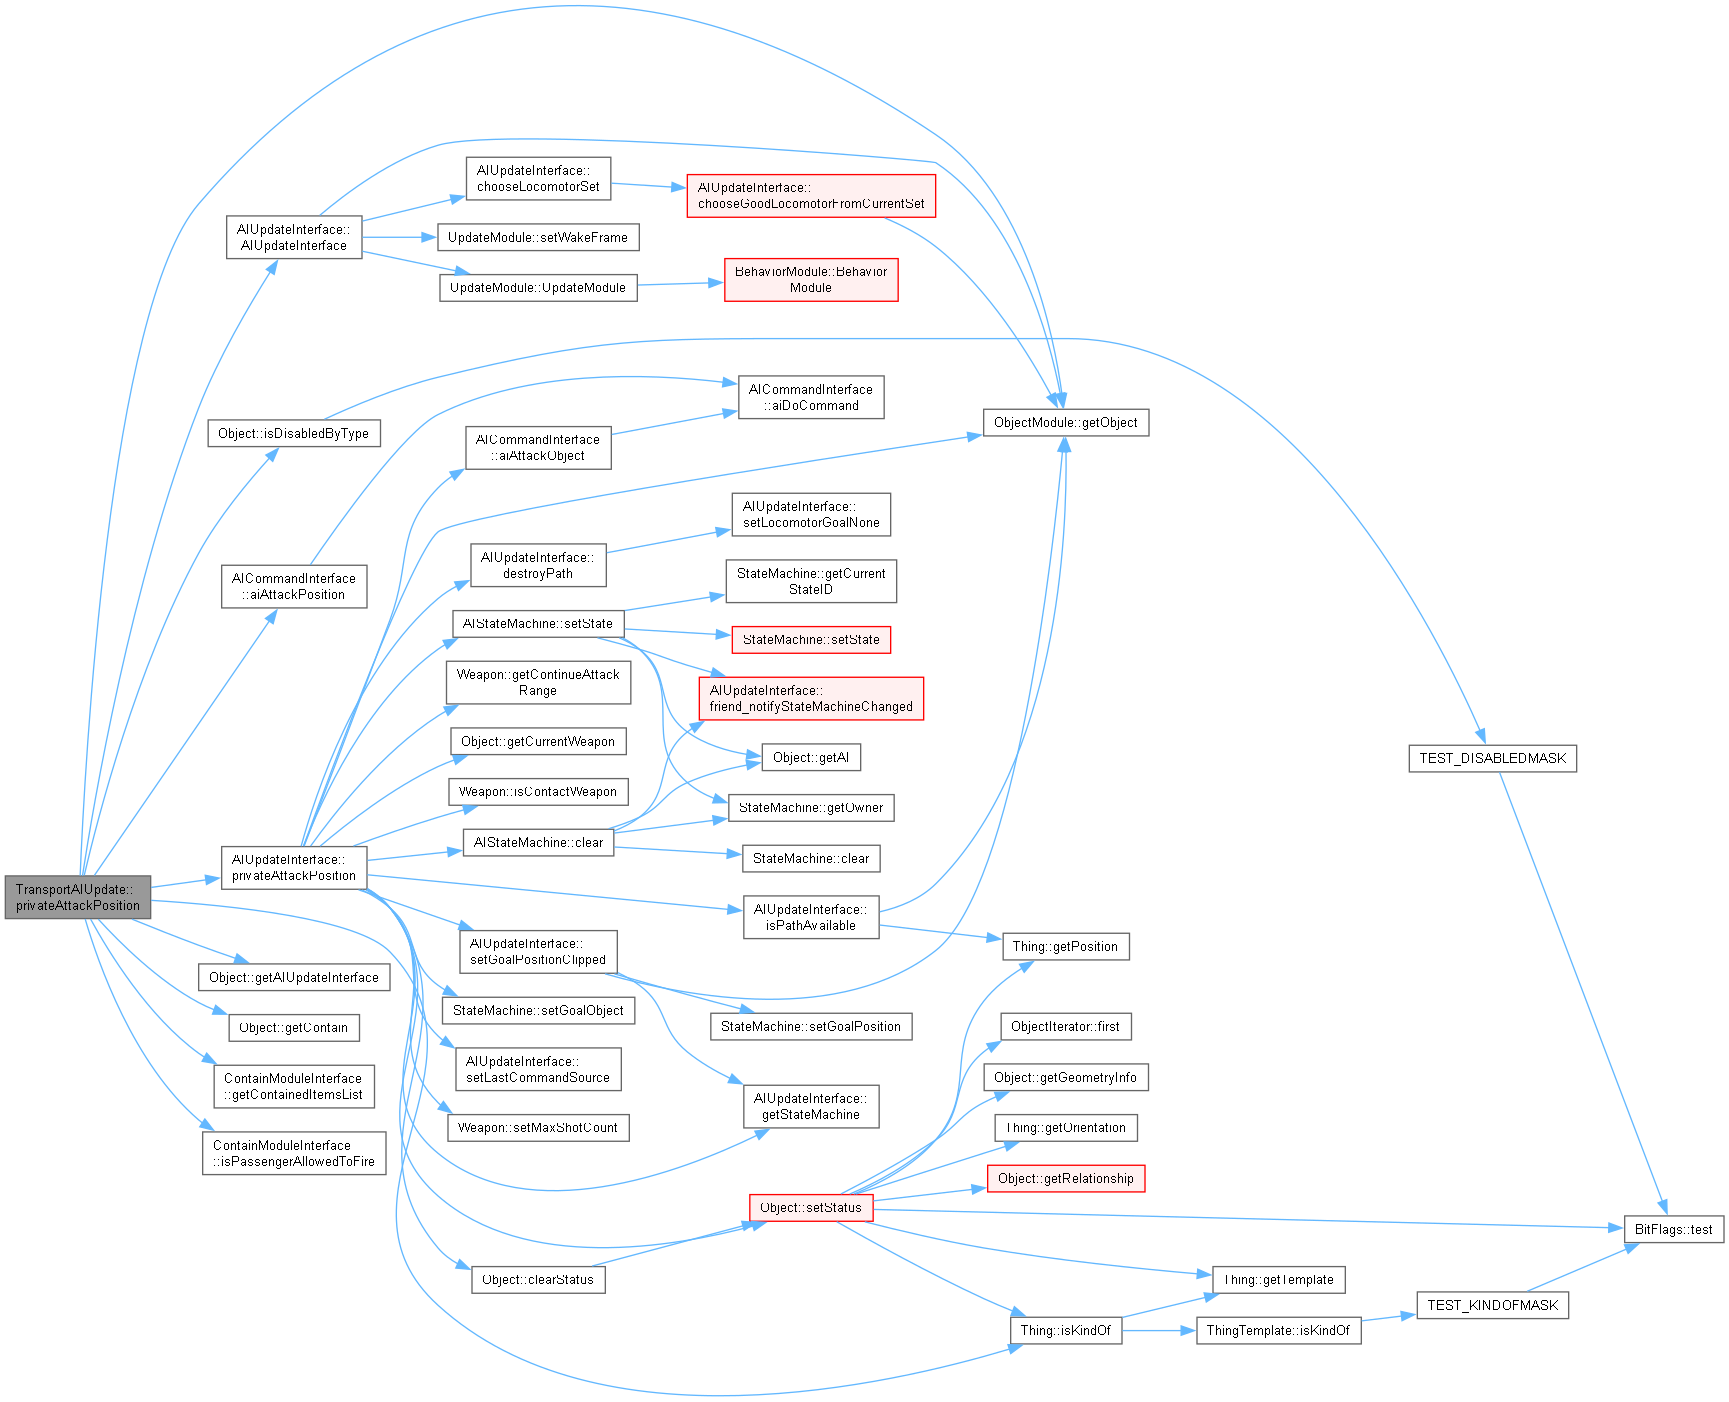 TransportAIUpdate::
privateAttackPosition
AIUpdateInterface::
AIUpdateInterface
Object::isDisabledByType
AICommandInterface
::aiAttackPosition
AIUpdateInterface::
privateAttackPosition
Object::getAIUpdateInterface
Object::getContain
ContainModuleInterface
::getContainedItemsList
ContainModuleInterface
::isPassengerAllowedToFire
AIUpdateInterface::
chooseLocomotorSet
UpdateModule::setWakeFrame
UpdateModule::UpdateModule
AICommandInterface
::aiAttackObject
AIUpdateInterface::
destroyPath
AIStateMachine::setState
Weapon::getContinueAttack
Range
Object::getCurrentWeapon
Weapon::isContactWeapon
AIStateMachine::clear
AIUpdateInterface::
setGoalPositionClipped
StateMachine::setGoalObject
AIUpdateInterface::
setLastCommandSource
Weapon::setMaxShotCount
Object::clearStatus
AIUpdateInterface::
chooseGoodLocomotorFromCurrentSet
BehaviorModule::Behavior
Module
AICommandInterface
::aiDoCommand
AIUpdateInterface::
setLocomotorGoalNone
StateMachine::getCurrent
StateID
StateMachine::setState
AIUpdateInterface::
friend_notifyStateMachineChanged
Object::getAI
StateMachine::getOwner
StateMachine::clear
AIUpdateInterface::
isPathAvailable
StateMachine::setGoalPosition
AIUpdateInterface::
getStateMachine
Object::setStatus
ObjectModule::getObject
Thing::getPosition
ObjectIterator::first
Object::getGeometryInfo
Thing::getOrientation
Object::getRelationship
Thing::isKindOf
Thing::getTemplate
ThingTemplate::isKindOf
TEST_DISABLEDMASK
TEST_KINDOFMASK
BitFlags::test